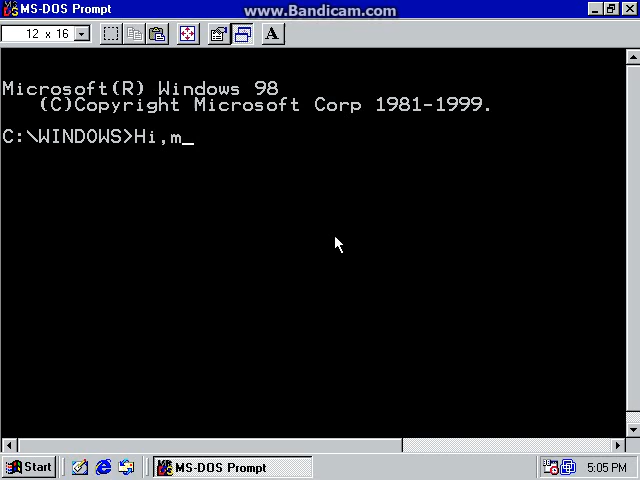 MS-DOS Prompt
www.Bandicam.com
12 x 16
A
Microsoft(R) Windows 98
(C)Copyright Microsoft Corp 1981-1999.
C:\WINDOWS>Hi,m_
Start
MS-DOS Prompt
5:05 PM